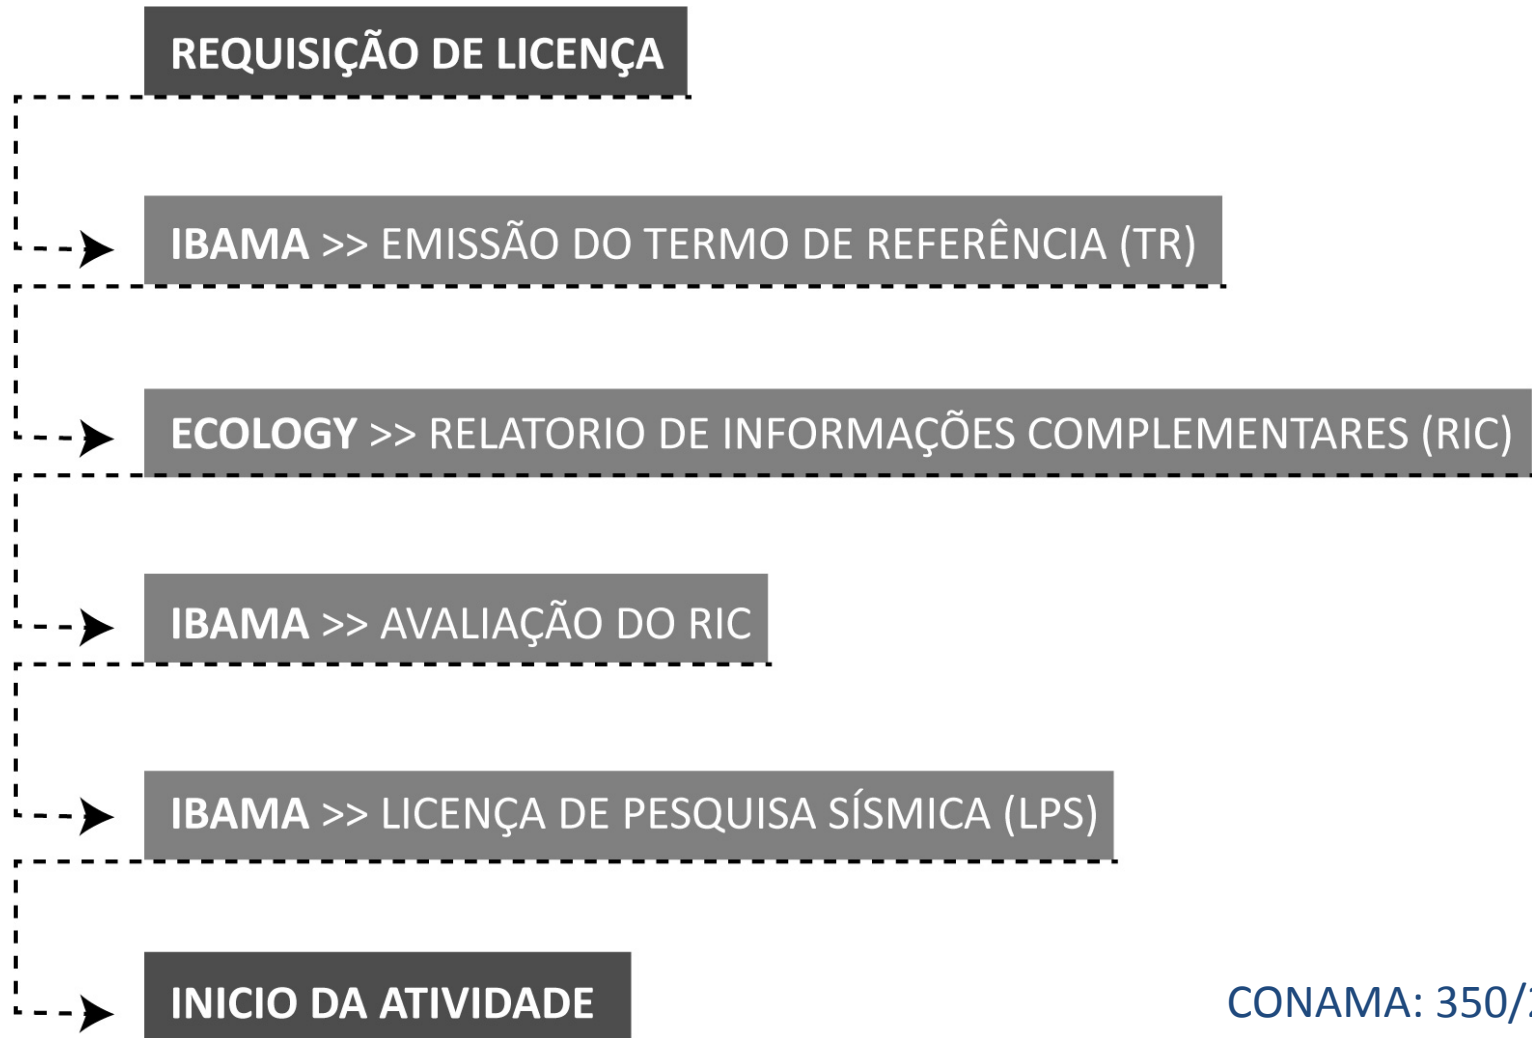 REQUISIÇÃO DE LICENÇA
IBAMA >> EMISSÃO DO TERMO DE REFERÊNCIA (TR)
ECOLOGY >> RELATORIO DE INFORMAÇÕES COMPLEMENTARES (RIC)
IBAMA >> AVALIAÇÃO DO RIC
IBAMA >> LICENÇA DE PESQUISA SÍSMICA (LPS)
INICIO DA ATIVIDADE
CONAMA: 350/